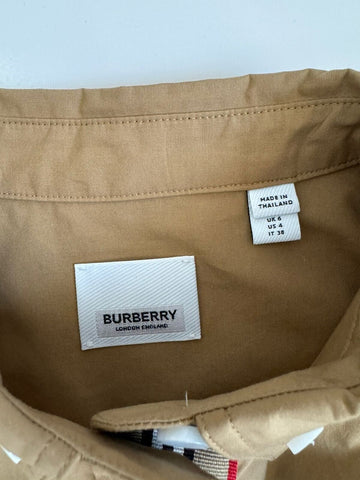 MADE IN
THAILAND
UK 6
US 4
IT 38
BURBERRY
LONDON ENGLAND